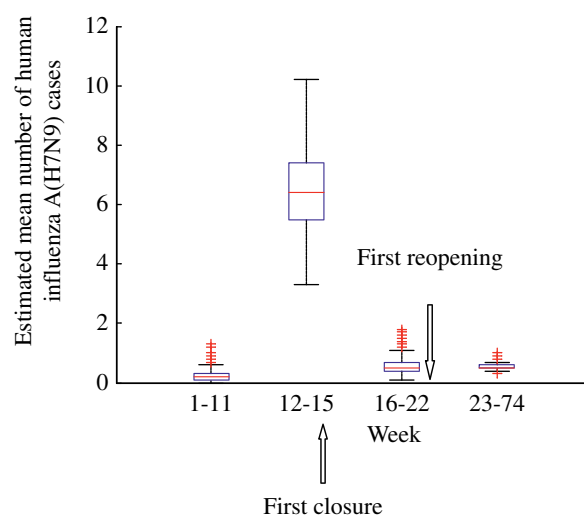 Estimated mean number of human
influenza A(H7N9) cases
12
10
8
6
4
2
0
First reopening
1-11 12-15 16-22 23-74
Week
First closure